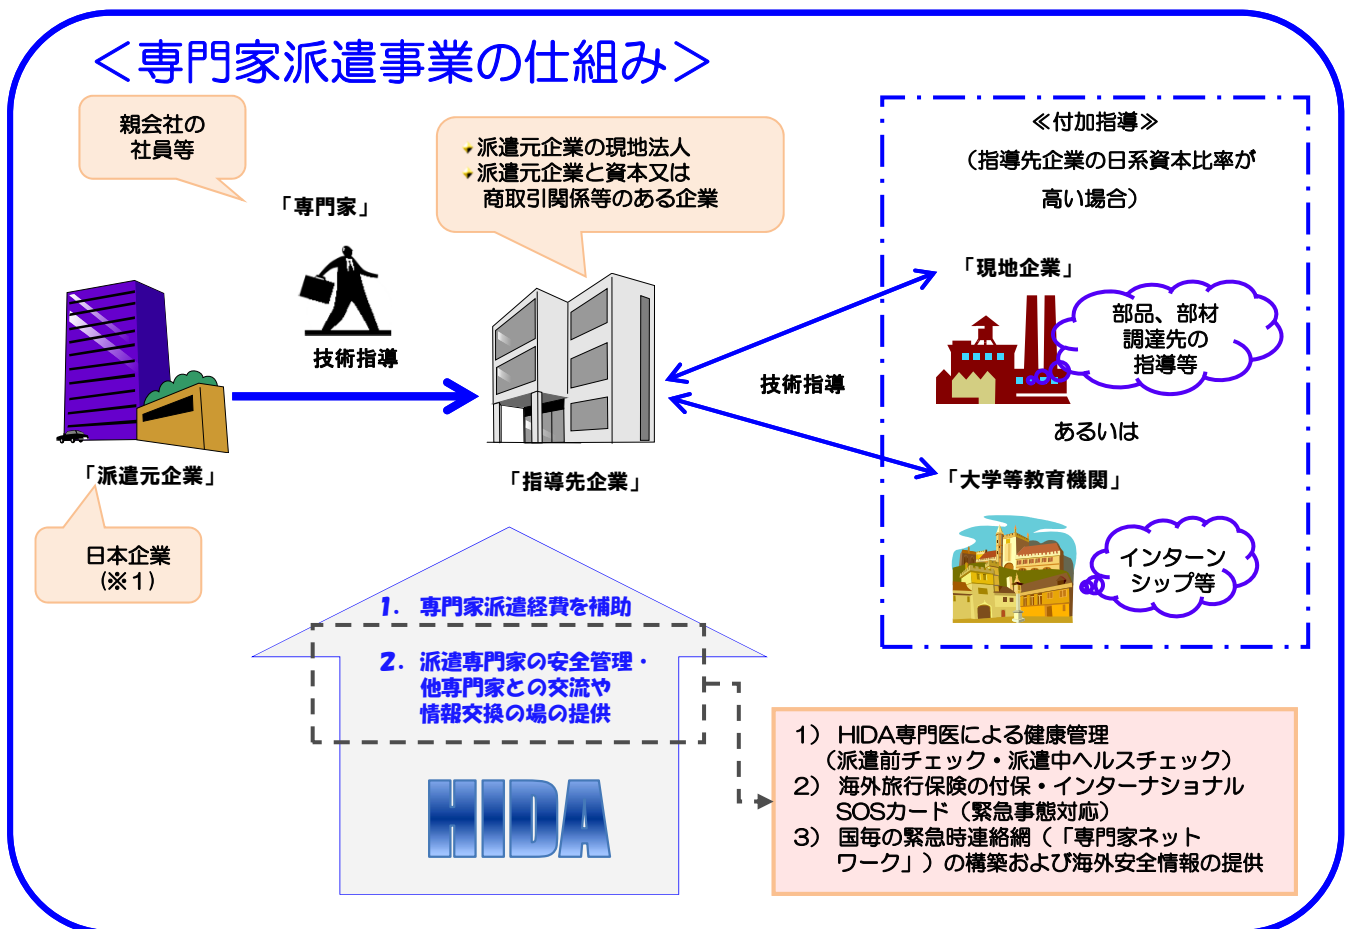 ＜専門家派遣事業の仕組み＞
親会社の
社員等
「専門家」
技術指導
・派遣元企業の現地法人
・派遣元企業と資本又は
商取引関係等のある企業
≪付加指導≫
（指導先企業の日系資本比率が
高い場合）
「現地企業」
部品、部材
調達先の
指導等
技術指導
あるいは
「派遣元企業」
「指導先企業」
「大学等教育機関」
日本企業
(※１)
インターン
シップ等
1. 専門家派遣経費を補助
2. 派遣専門家の安全管理・
他専門家との交流や
情報交換の場の提供
HIDA
１） HIDA専門医による健康管理
（派遣前チェック・派遣中ヘルスチェック）
２） 海外旅行保険の付保・インターナショナル
SOSカード（緊急事態対応）
３） 国毎の緊急時連絡網（「専門家ネット
ワーク」）の構築および海外安全情報の提供